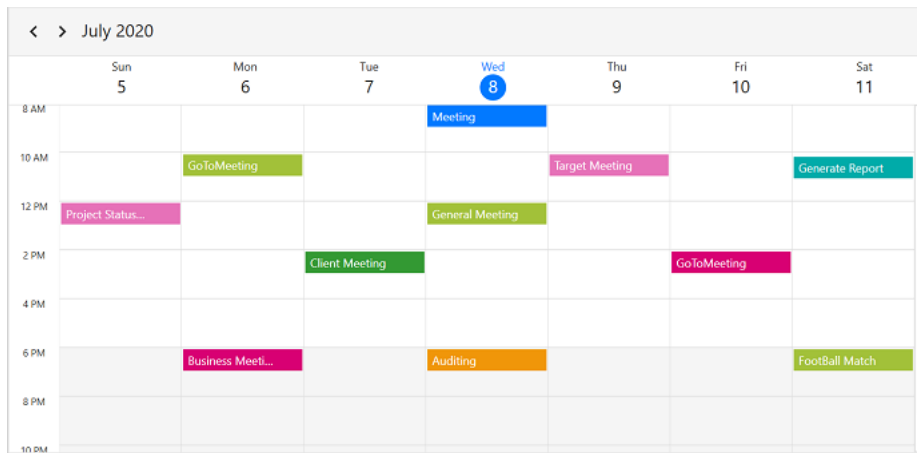 July 2020
Sun Mon Tue Wed Thu Fri Sat
5 6 7 8 9 10 11
8 AM
Meeting
10 AM
GoToMeeting Target Meeting Generate Report
12 PM
Project Status... General Meeting
2 PM
Client Meeting GoToMeeting
4 PM
6 PM
Business Meeti... Auditing FootBall Match
8 PM
10 PM